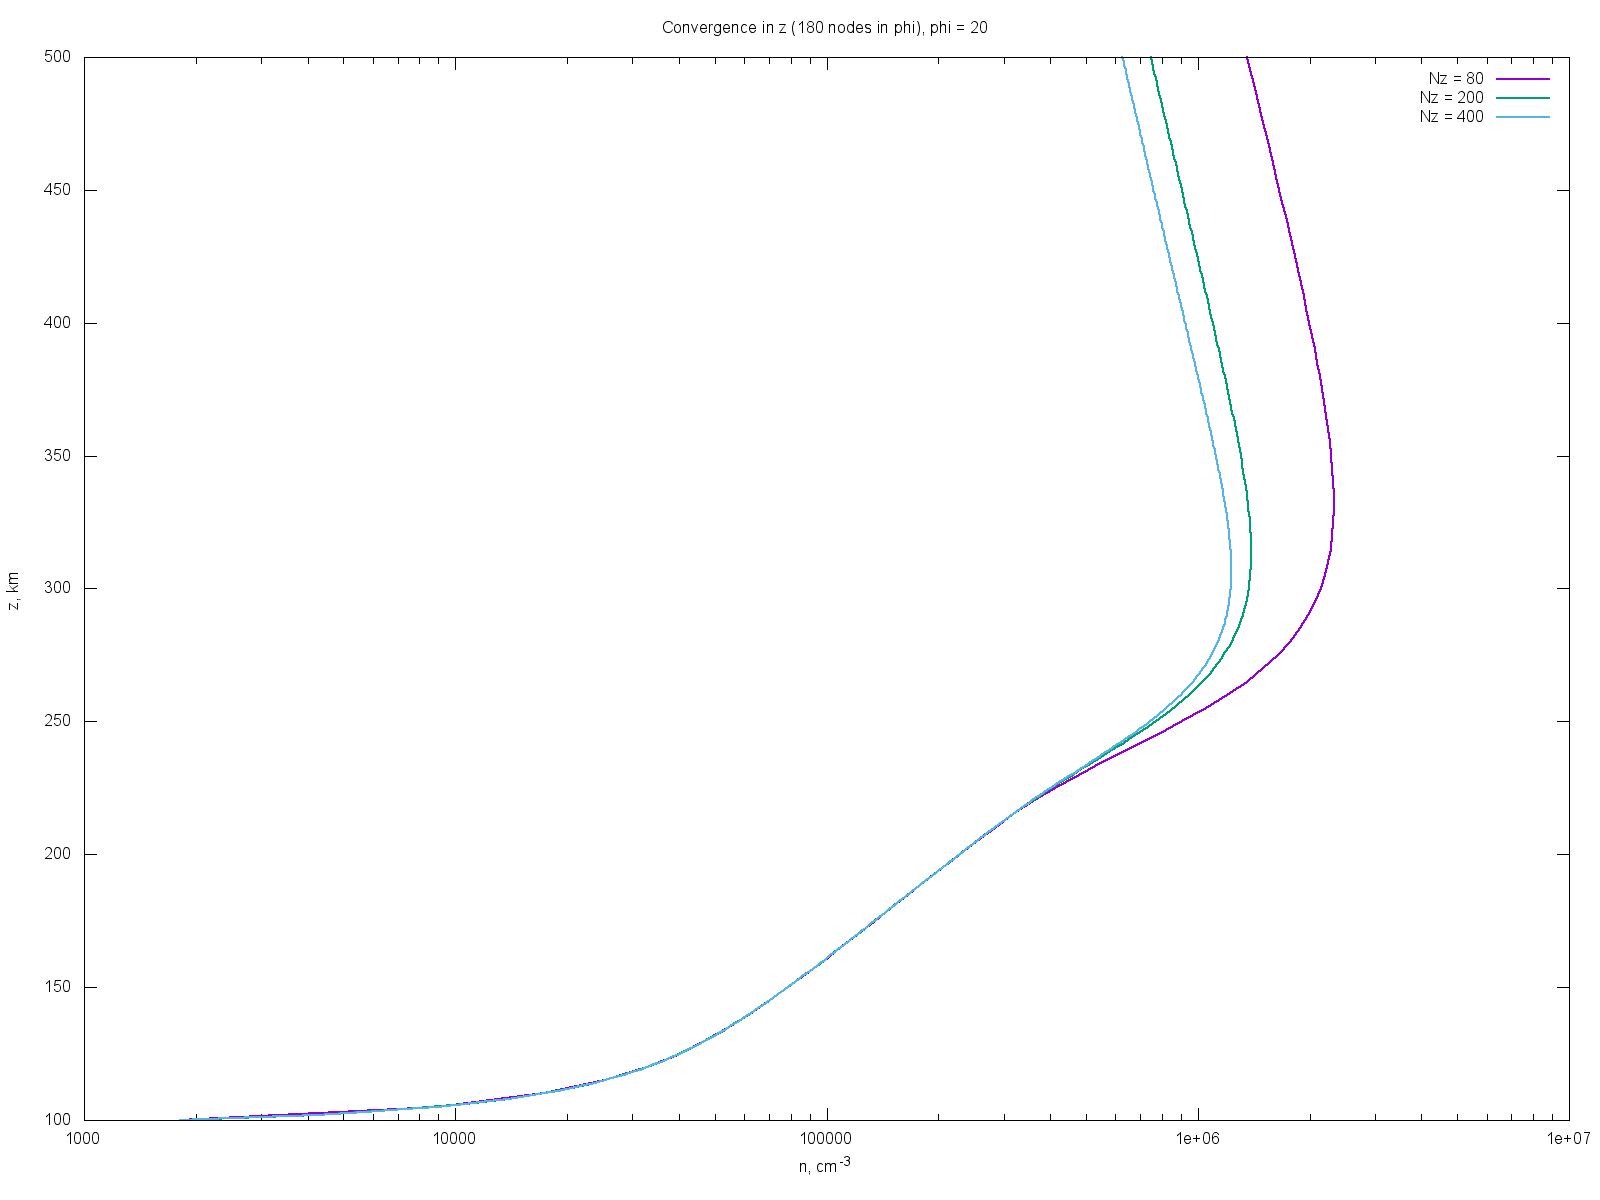 Convergence in z (180 nodes in phi), phi = 20
Nz = 80
Nz = 200
Nz = 400
500
450
400
350
300
250
200
150
100
z, km
1000
10000
100000
1e+06
1e+07
n, cm-3